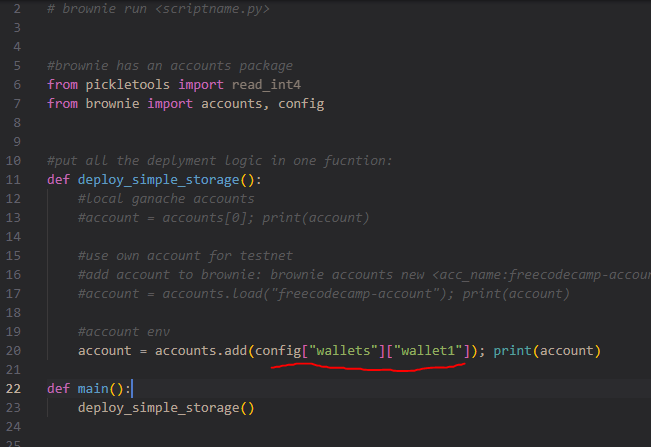 2 # brownie run <scriptname.py>
3
4
5 #brownie has an accounts package
6 from pickletools import read_int4
7 from brownie import accounts, config
8
9
10 #put all the deplyment logic in one fucntion:
11 def deploy_simple_storage():
12 #local ganache accounts
13 #account = accounts[0]; print(account)
14
15 #use own account for testnet
16 #add account to brownie: brownie accounts new <acc_name:freecodecamp-accou
17 #account = accounts.load("freecodecamp-account"); print(account)
18
19 #account env
20 account = accounts.add(config["wallets"]["wallet1"]); print(account)
21
22 def main():
23 deploy_simple_storage()
24
25